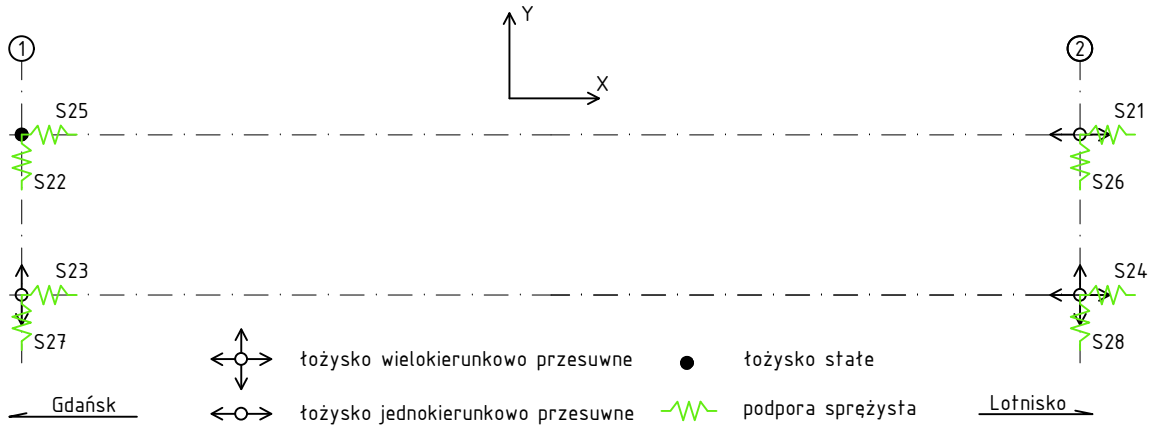 Y
1
2
X
S25
S21
S22
S26
S23
S24
S27
S28
łożysko wielokierunkowo przesuwne
łożysko stałe
Gdańsk
łożysko jednokierunkowo przesuwne
podpora sprężysta
Lotnisko